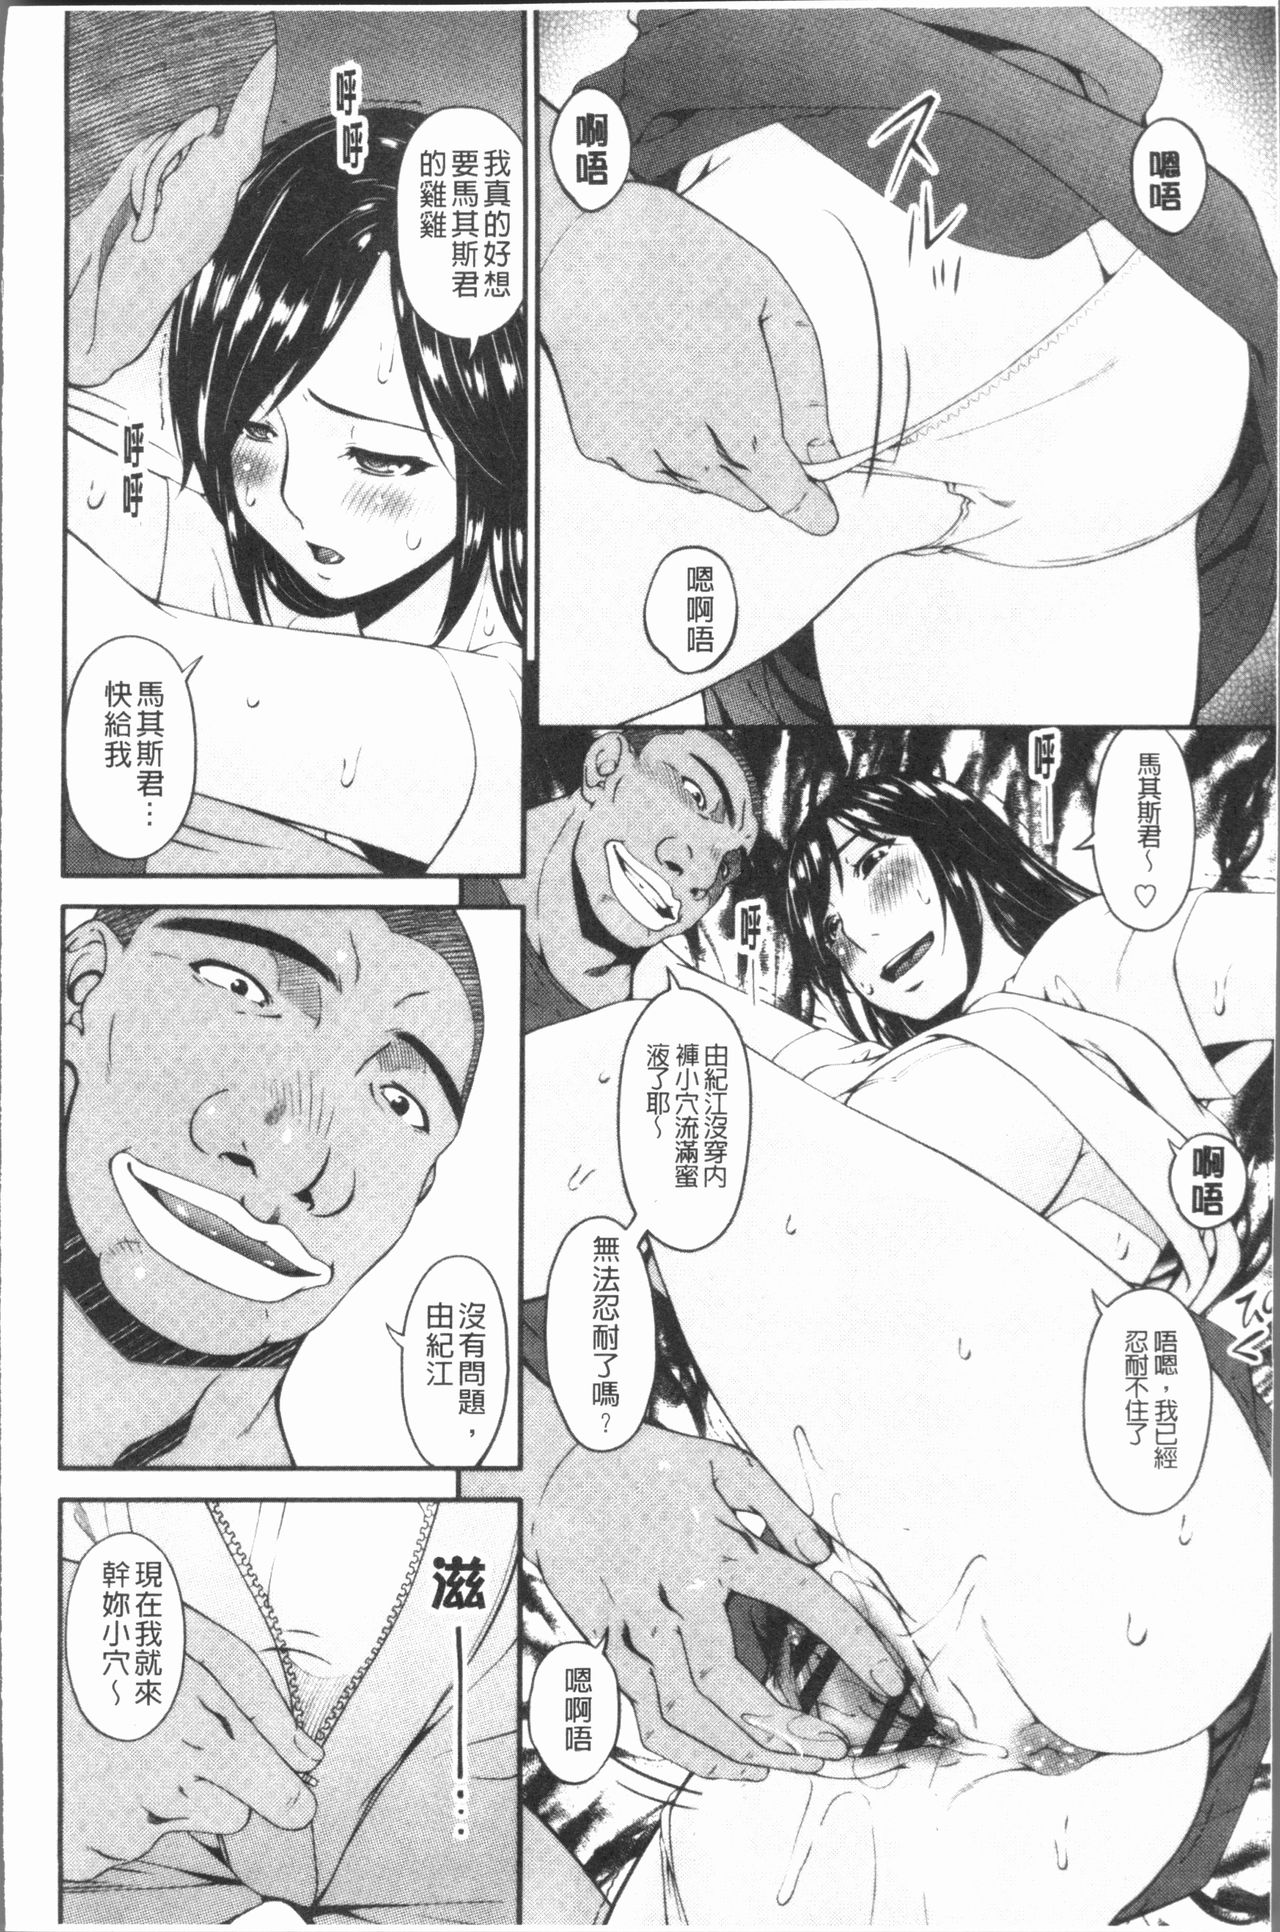 嗯唔
啊唔
嗯啊唔
馬其斯君～♡
呼—
呼—
由紀江沒穿內
褲小穴流滿蜜
液了耶～
啊唔
無法忍耐了嗎？
唔嗯，我已經
忍耐不住了
嗯啊唔
呼呼
我真的好想
要馬其斯君
的雞雞
呼呼
馬其斯君…
快給我
沒有問題，
由紀江
滋——…
現在我就來
幹妳小穴～